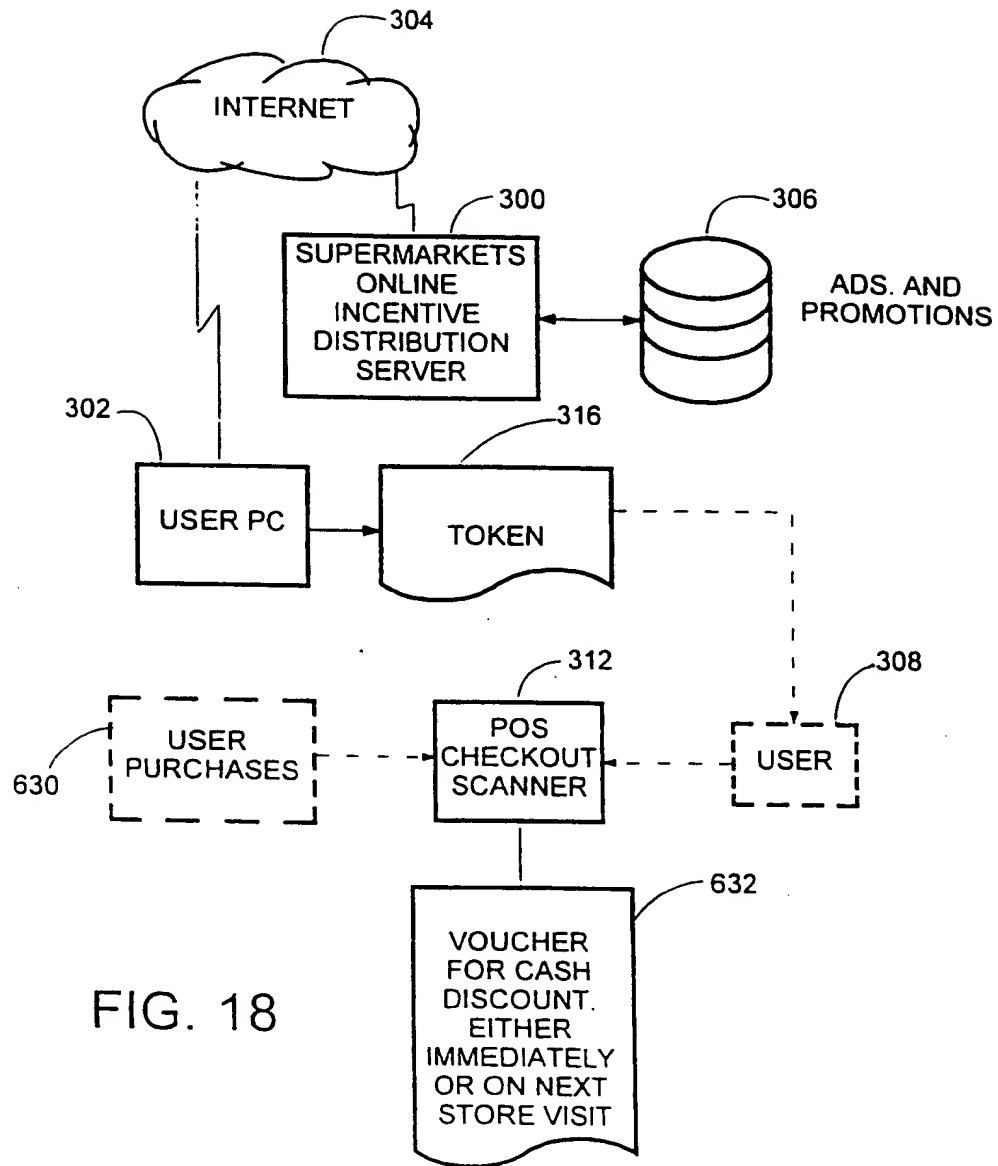 304
INTERNET
300
306
SUPERMARKETS
ONLINE
INCENTIVE
DISTRIBUTION
SERVER
ADS. AND
PROMOTIONS
302
316
USER PC
TOKEN
312
308
630
USER
PURCHASES
POS
CHECKOUT
SCANNER
USER
632
VOUCHER
FOR CASH
DISCOUNT.
EITHER
IMMEDIATELY
OR ON NEXT
STORE VISIT
FIG. 18